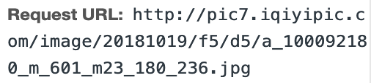 Request URL: http://pic7.iqiyipic.c
om/image/20181019/f5/d5/a_10009218
0_m_601_m23_180_236.jpg